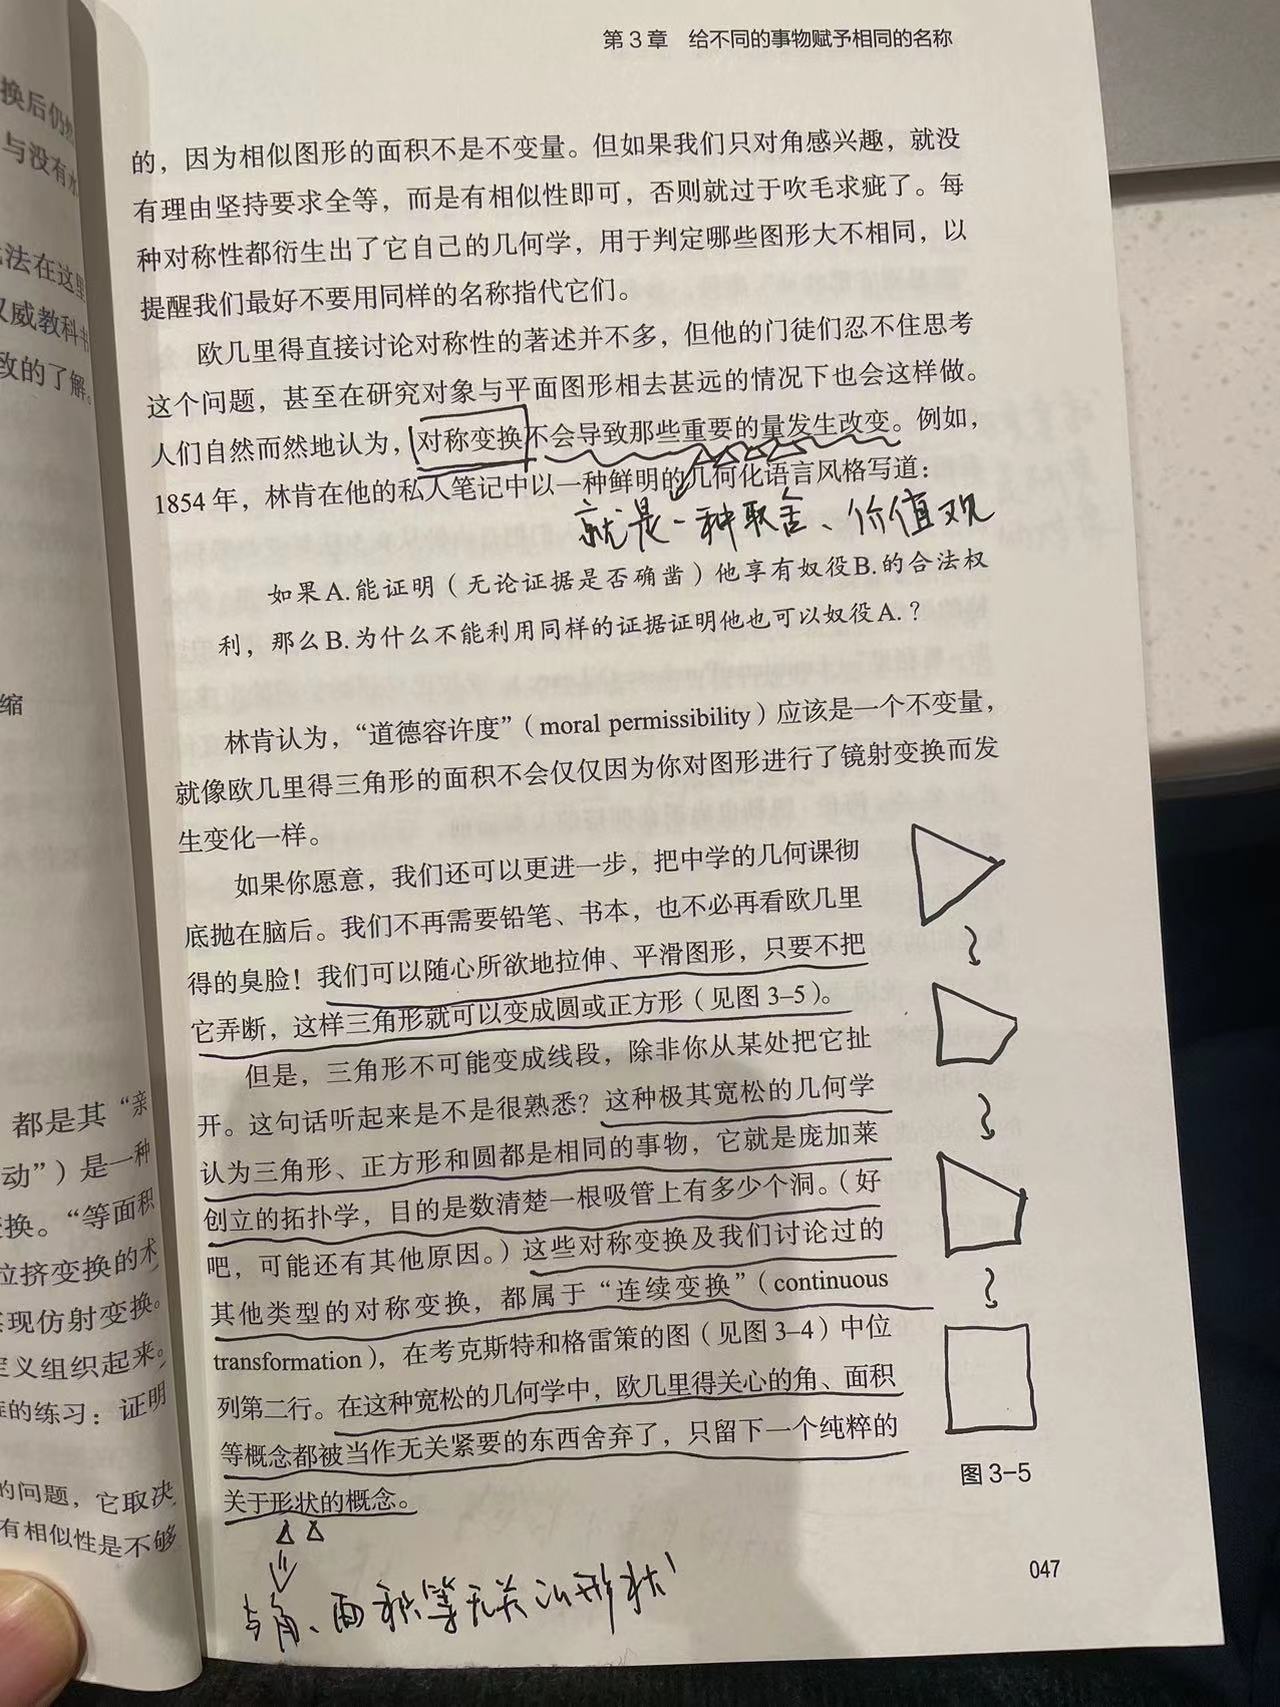 第3章 给不同的事物赋予相同的名称
换后仍然
与没有
的，因为相似图形的面积不是不变量。但如果我们只对角感兴趣，就没
有理由坚持要求全等，而是有相似性即可，否则就过于吹毛求疵了。每
种对称性都衍生出了它自己的几何学，用于判定哪些图形大不相同，以
提醒我们最好不要用同样的名称指代它们。
法在这里
权威教科书
致的了解。
欧几里得直接讨论对称性的著述并不多，但他的门徒们忍不住思考
这个问题，甚至在研究对象与平面图形相去甚远的情况下也会这样做。
人们自然而然地认为，对称变换不会导致那些重要的量发生改变。例如，
1854年，林肯在他的私人笔记中以一种鲜明的几何化语言风格写道：
就是一种取舍、价值观
如果A.能证明（无论证据是否确凿）他享有奴役B.的合法权
利，那么B.为什么不能利用同样的证据证明他也可以奴役A.？
缩
林肯认为，“道德容许度”（moral permissibility）应该是一个不变量，
就像欧几里得三角形的面积不会仅仅因为你对图形进行了镜射变换而发
生变化一样。
如果你愿意，我们还可以更进一步，把中学的几何课彻
底抛在脑后。我们不再需要铅笔、书本，也不必再看欧几里
得的臭脸！我们可以随心所欲地拉伸、平滑图形，只要不把
它弄断，这样三角形就可以变成圆或正方形（见图3-5）。
但是，三角形不可能变成线段，除非你从某处把它扯
开。这句话听起来是不是很熟悉？这种极其宽松的几何学
认为三角形、正方形和圆都是相同的事物，它就是庞加莱
创立的拓扑学，目的是数清楚一根吸管上有多少个洞。（好
吧，可能还有其他原因。）这些对称变换及我们讨论过的
其他类型的对称变换，都属于“连续变换”（continuous
transformation），在考克斯特和格雷策的图（见图3-4）中位
列第二行。在这种宽松的几何学中，欧几里得关心的角、面积
等概念都被当作无关紧要的东西舍弃了，只留下一个纯粹的
关于形状的概念。
图3-5
都是其“亲
动”）是一种
变换。“等面积
拉挤变换的术
实现仿射变换。
定义组织起来。
的练习：证明
的问题，它取决
有相似性是不够
与角、面积等无关的形状
047